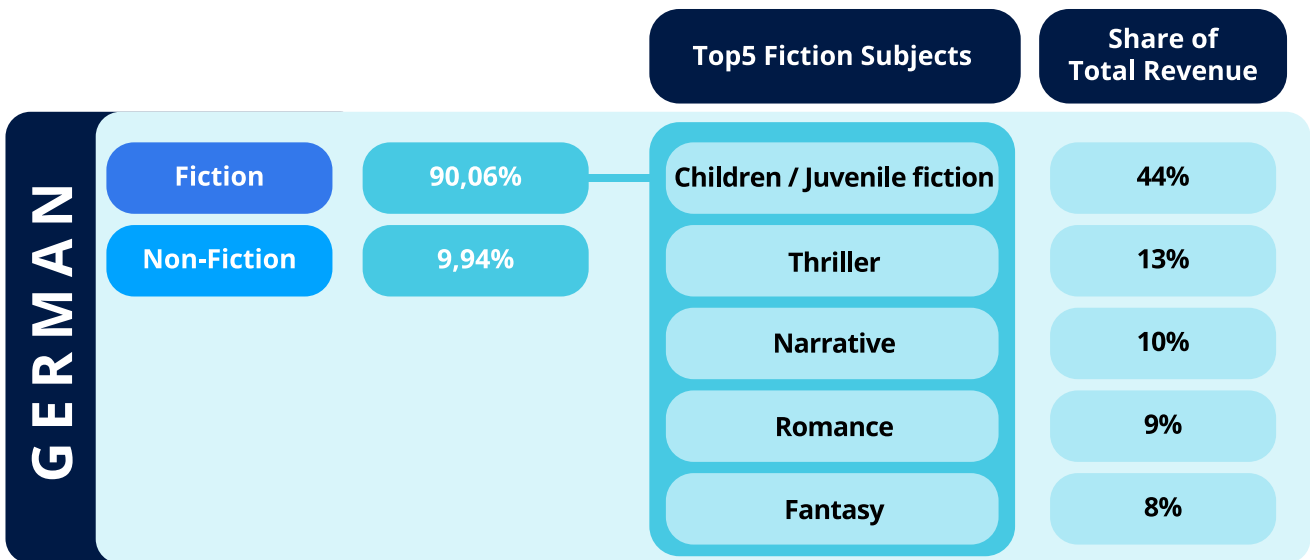 Top5 Fiction Subjects
Share of
Total Revenue
GERMAN
Fiction
90,06%
Children / Juvenile fiction
44%
Non-Fiction
9,94%
Thriller
13%
Narrative
10%
Romance
9%
Fantasy
8%